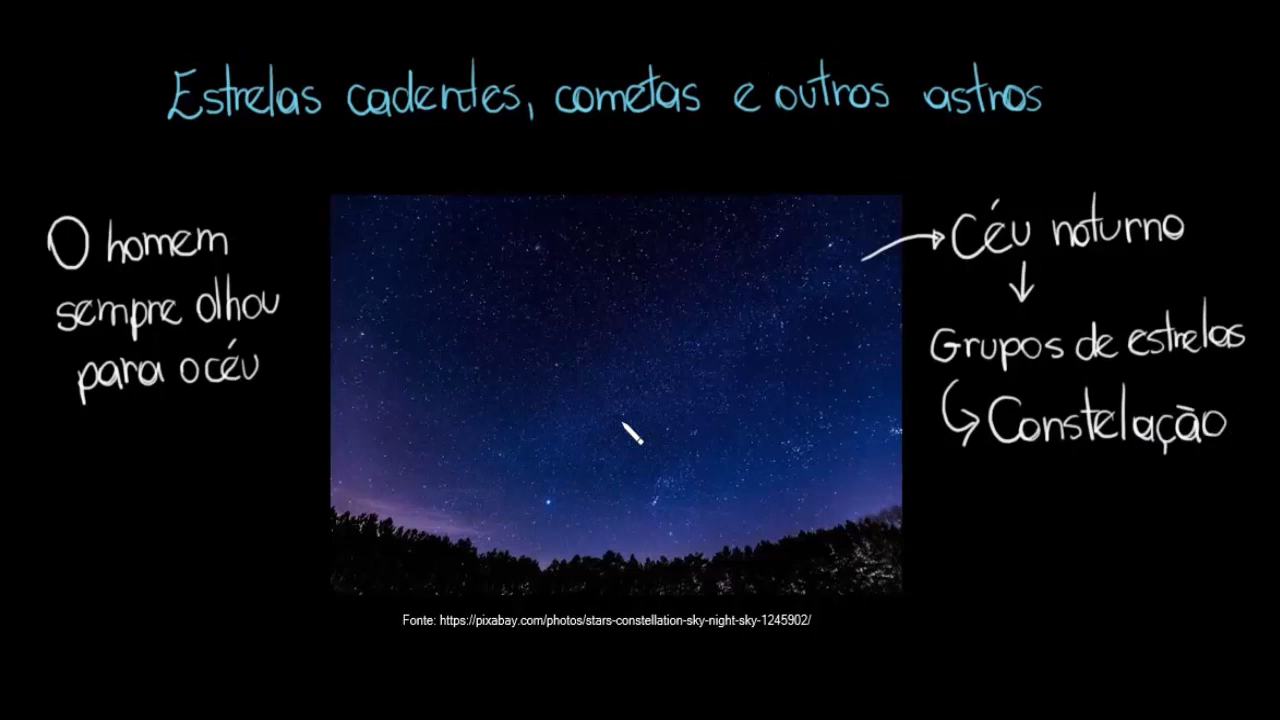 Estrelas cadentes, cometas e outros astros
O homem
sempre olhou
para o céu
Céu noturno
Grupos de estrelas
Constelação
Fonte: https://pixabay.com/photos/stars-constellation-sky-night-sky-1245902/